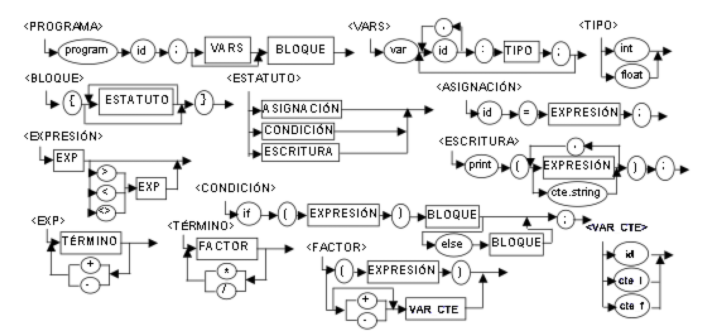 <PROGRAMA>
program id ; VARS BLOQUE
<VARS>
var id , : TIPO ;
<TIPO>
int
float
<BLOQUE>
{ ESTATUTO }
<ESTATUTO>
ASIGNACIÓN
CONDICIÓN
ESCRITURA
<ASIGNACIÓN>
id = EXPRESIÓN ;
<EXPRESIÓN>
EXP
>
<
<>
EXP
<ESCRITURA>
print ( EXPRESIÓN , ) ;
cte.string
<CONDICIÓN>
if ( EXPRESIÓN ) BLOQUE ;
else BLOQUE
<EXP>
TÉRMINO
+
-
<TÉRMINO>
FACTOR
*
/
<FACTOR>
( EXPRESIÓN )
+
-
VAR CTE
<VAR CTE>
id
cte i
cte f